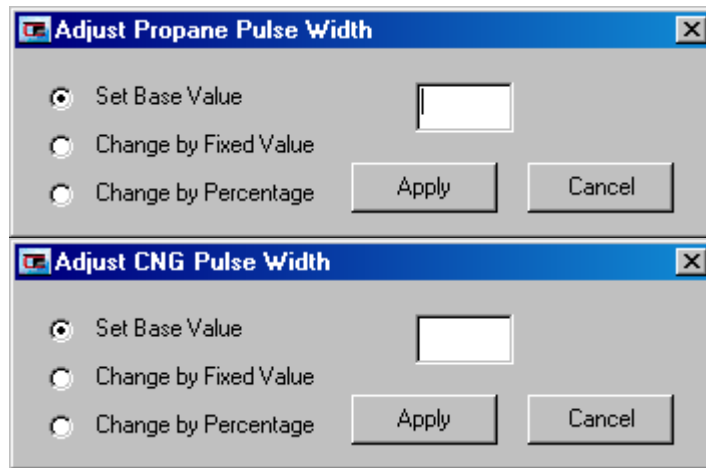 Adjust Propane Pulse Width
Set Base Value
Change by Fixed Value
Change by Percentage
Apply
Cancel
Adjust CNG Pulse Width
Set Base Value
Change by Fixed Value
Change by Percentage
Apply
Cancel